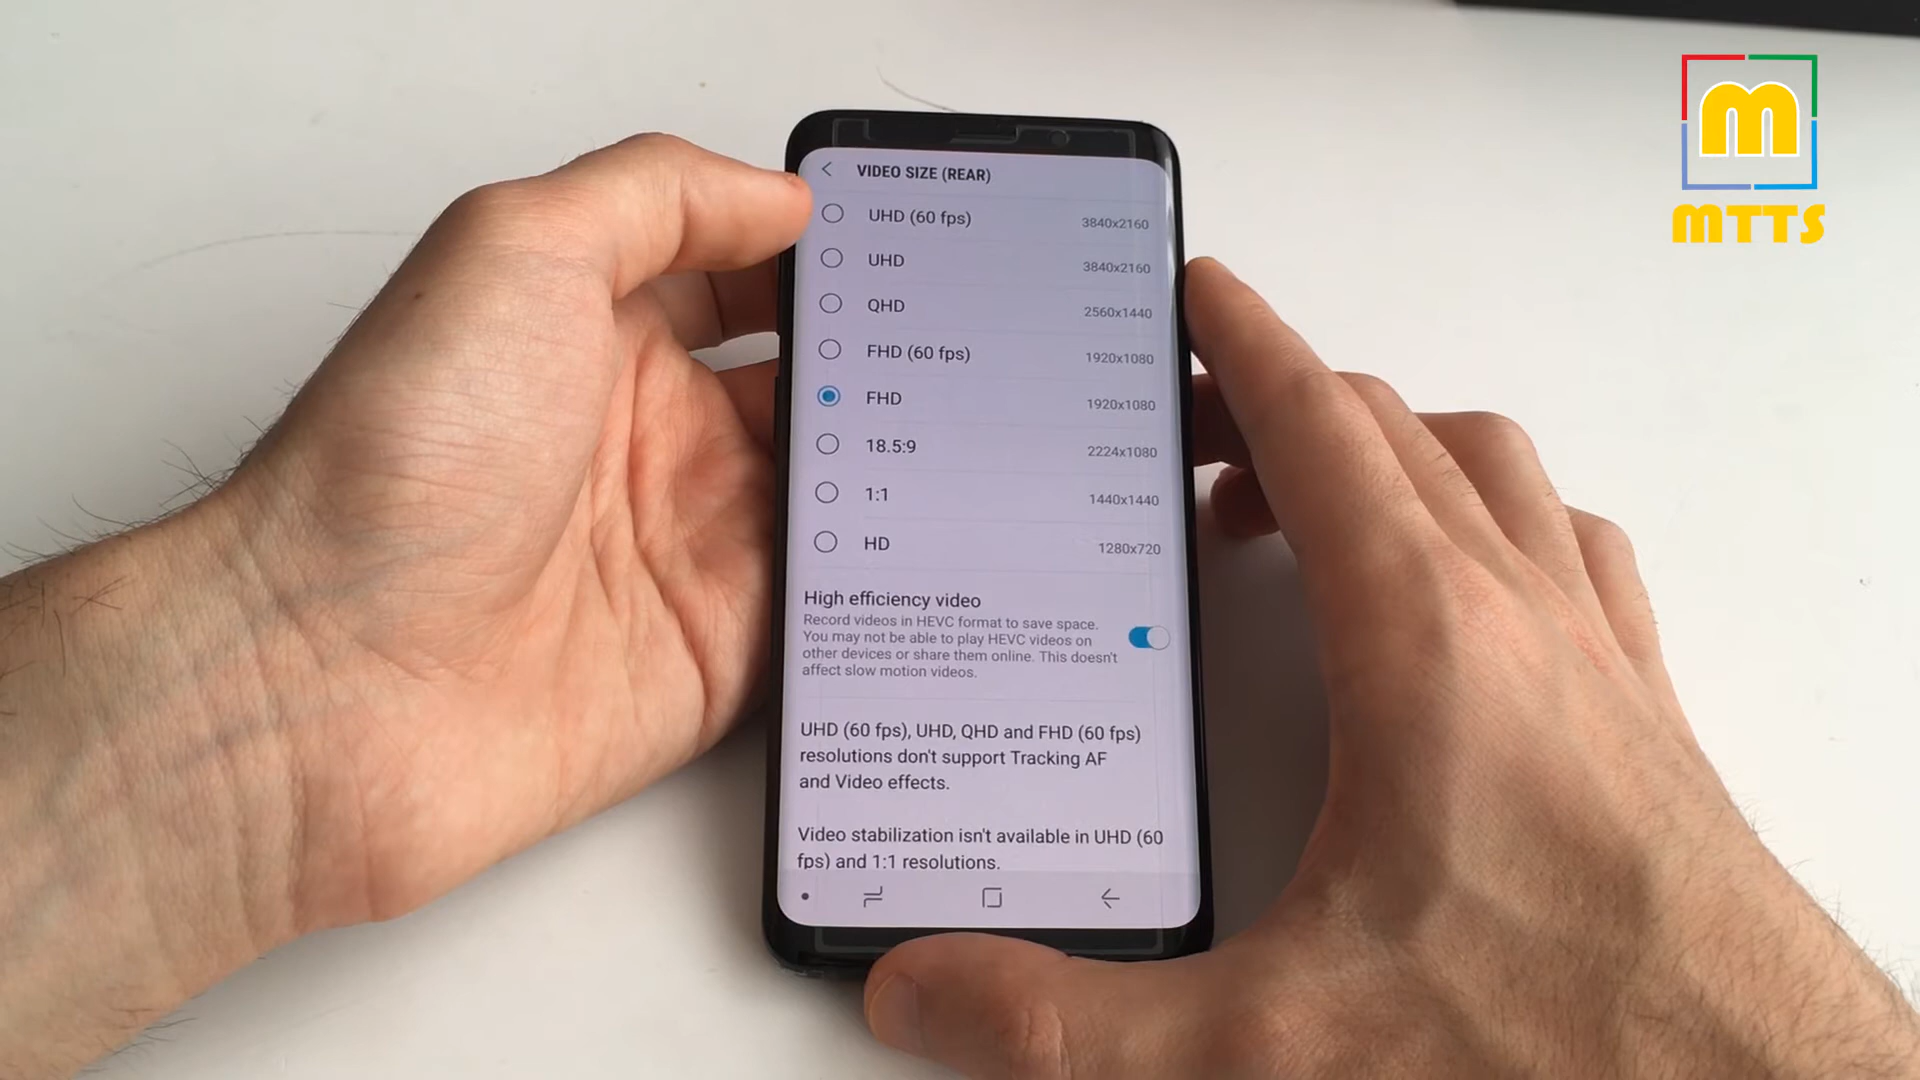 M
MTTS
VIDEO SIZE (REAR)
UHD (60 fps) 3840x2160
UHD 3840x2160
QHD 2560x1440
FHD (60 fps) 1920x1080
FHD 1920x1080
18.5:9 2224x1080
1:1 1440x1440
HD 1280x720
High efficiency video
Record videos in HEVC format to save space.
You may not be able to play HEVC videos on
other devices or share them online. This doesn't
affect slow motion videos.
UHD (60 fps), UHD, QHD and FHD (60 fps)
resolutions don't support Tracking AF
and Video effects.
Video stabilization isn't available in UHD (60
fps) and 1:1 resolutions.